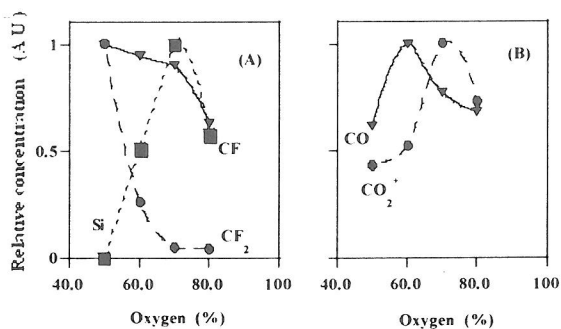 Relative concentration (AU)
1
0.5
0
(A)
CF
Si
CF2
40.0 60.0 80.0 100
Oxygen (%)
(B)
CO
CO2+
40.0 60.0 80.0 100
Oxygen (%)